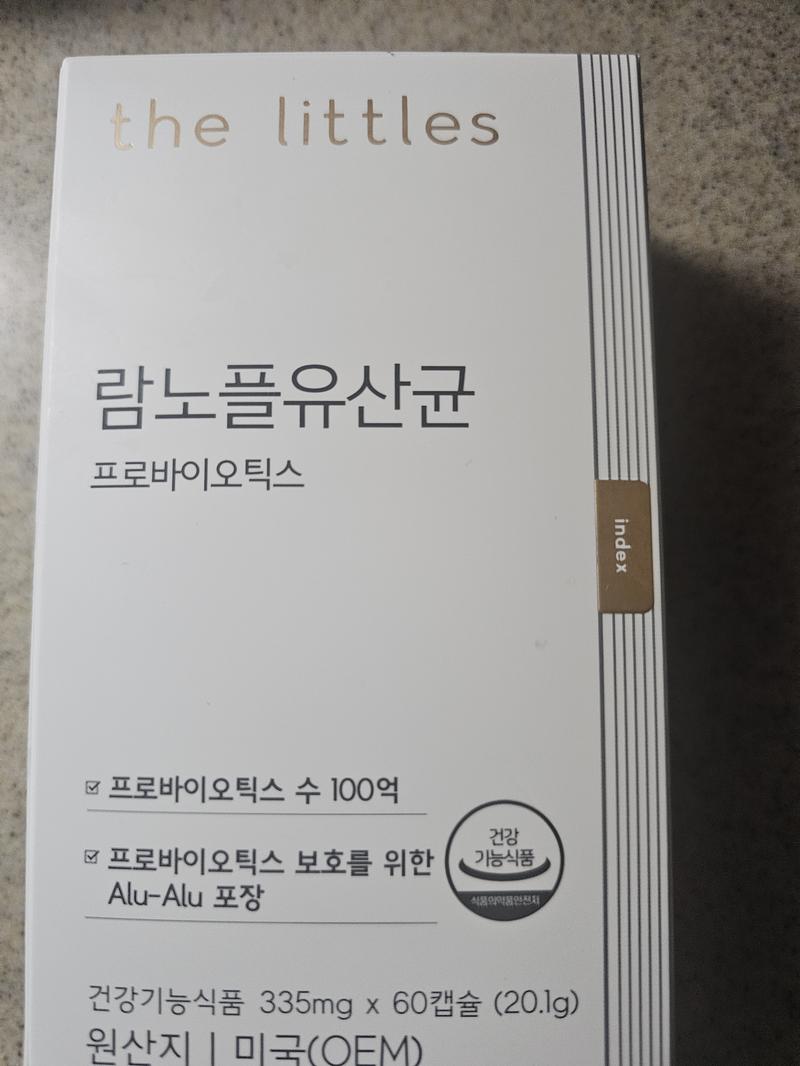 the littles
람노플유산균
프로바이오틱스
index
프로바이오틱스 수 100억
프로바이오틱스 보호를 위한
Alu-Alu 포장
건강
기능식품
식품의약품안전처
건강기능식품 335mg x 60캡슐 (20.1g)
원산지 | 미국(OEM)